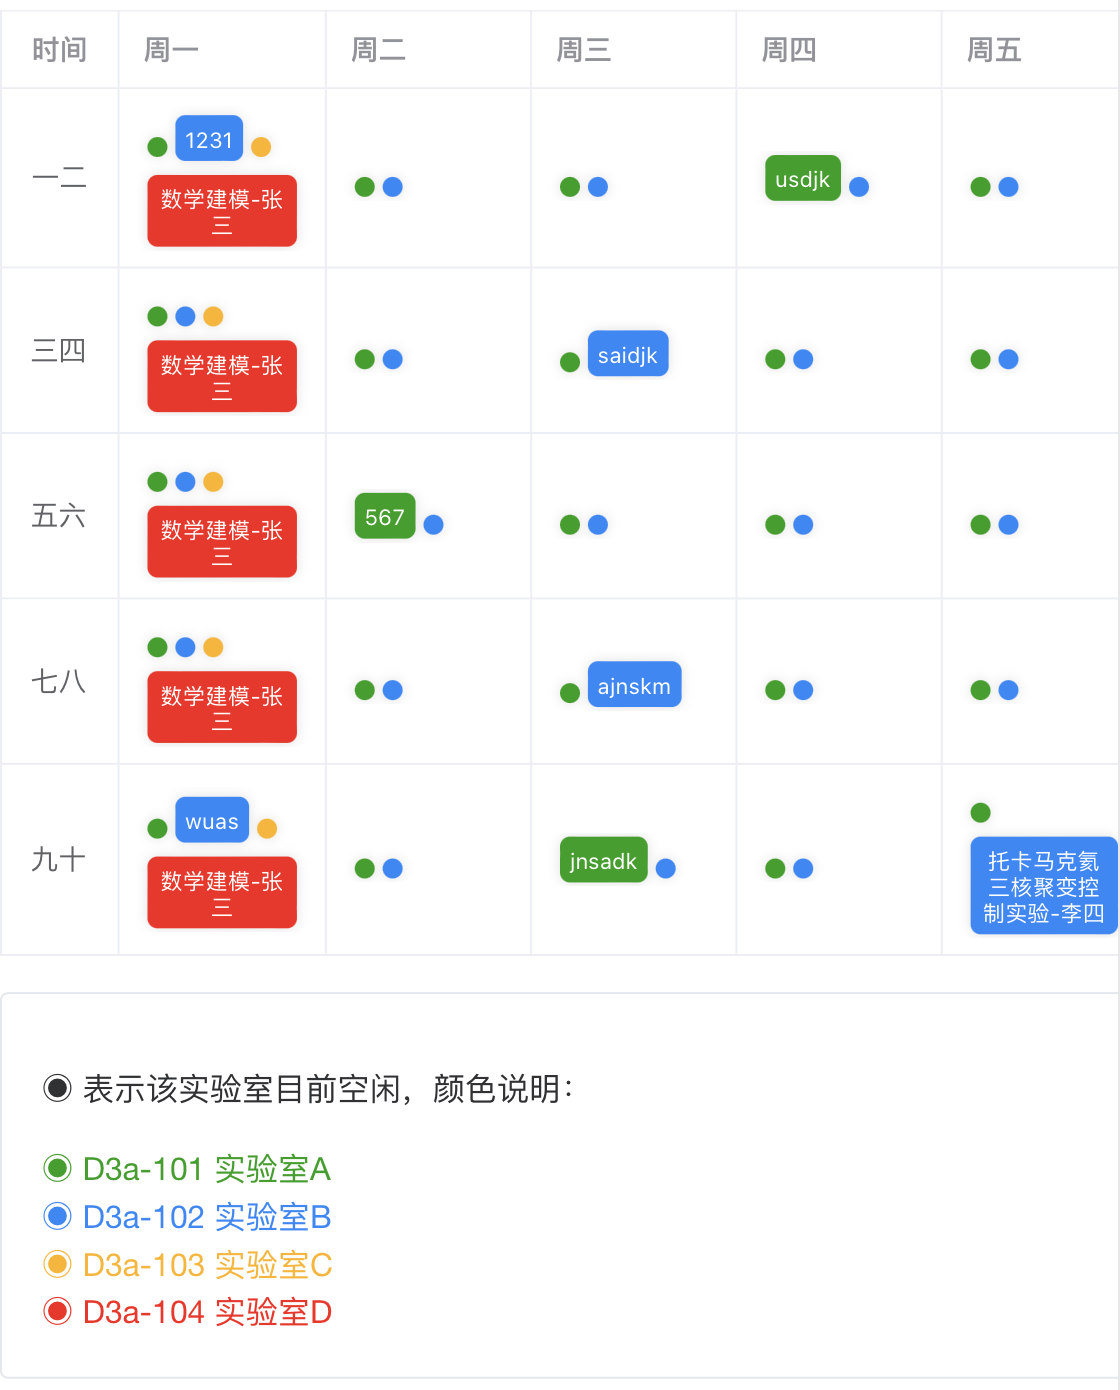 时间 周一 周二 周三 周四 周五
一二 1231 usdjk
数学建模-张
三
三四 saidjk
数学建模-张
三
五六 567
数学建模-张
三
七八 ajnskm
数学建模-张
三
九十 wuas jnsadk
数学建模-张
三
托卡马克氦
三核聚变控
制实验-李四
表示该实验室目前空闲，颜色说明：
D3a-101 实验室A
D3a-102 实验室B
D3a-103 实验室C
D3a-104 实验室D